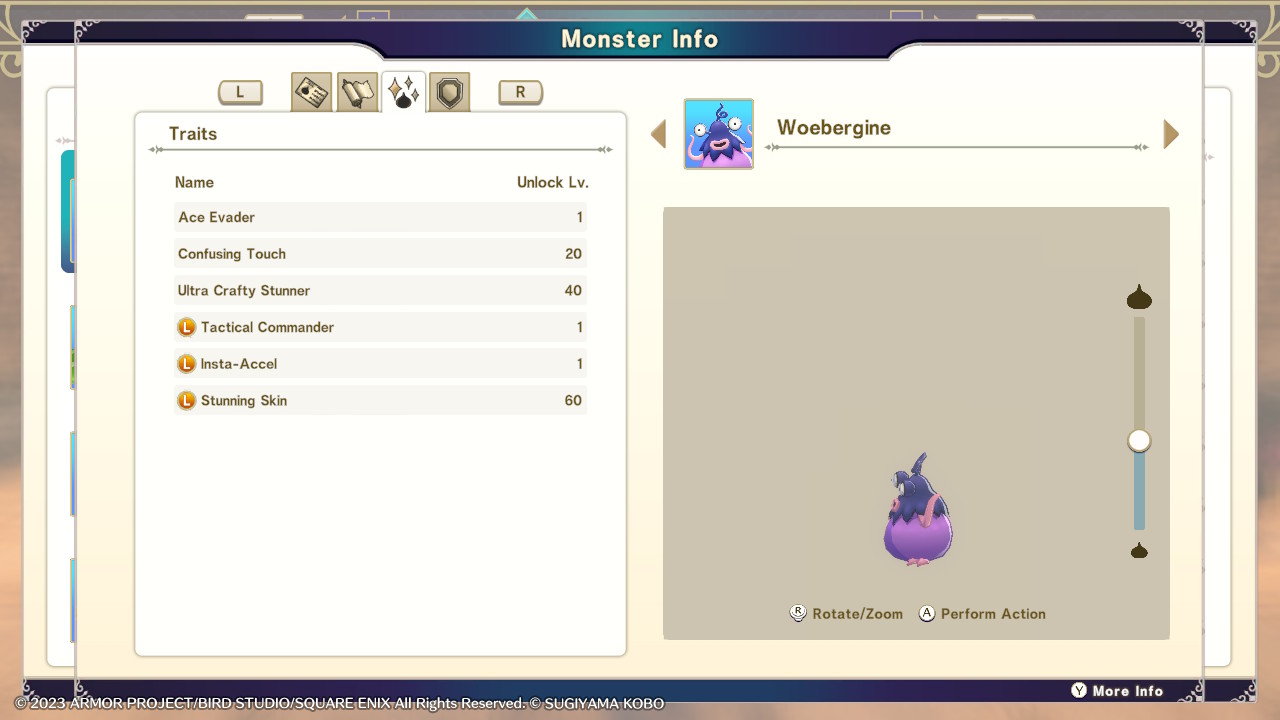 Monster Info
L
R
Traits
Name Unlock Lv.
Ace Evader 1
Confusing Touch 20
Ultra Crafty Stunner 40
L Tactical Commander 1
L Insta-Accel 1
L Stunning Skin 60
Woebergine
R Rotate/Zoom A Perform Action
Y More Info
© 2023 ARMOR PROJECT/BIRD STUDIO/SQUARE ENIX All Rights Reserved. © SUGIYAMA KOBO